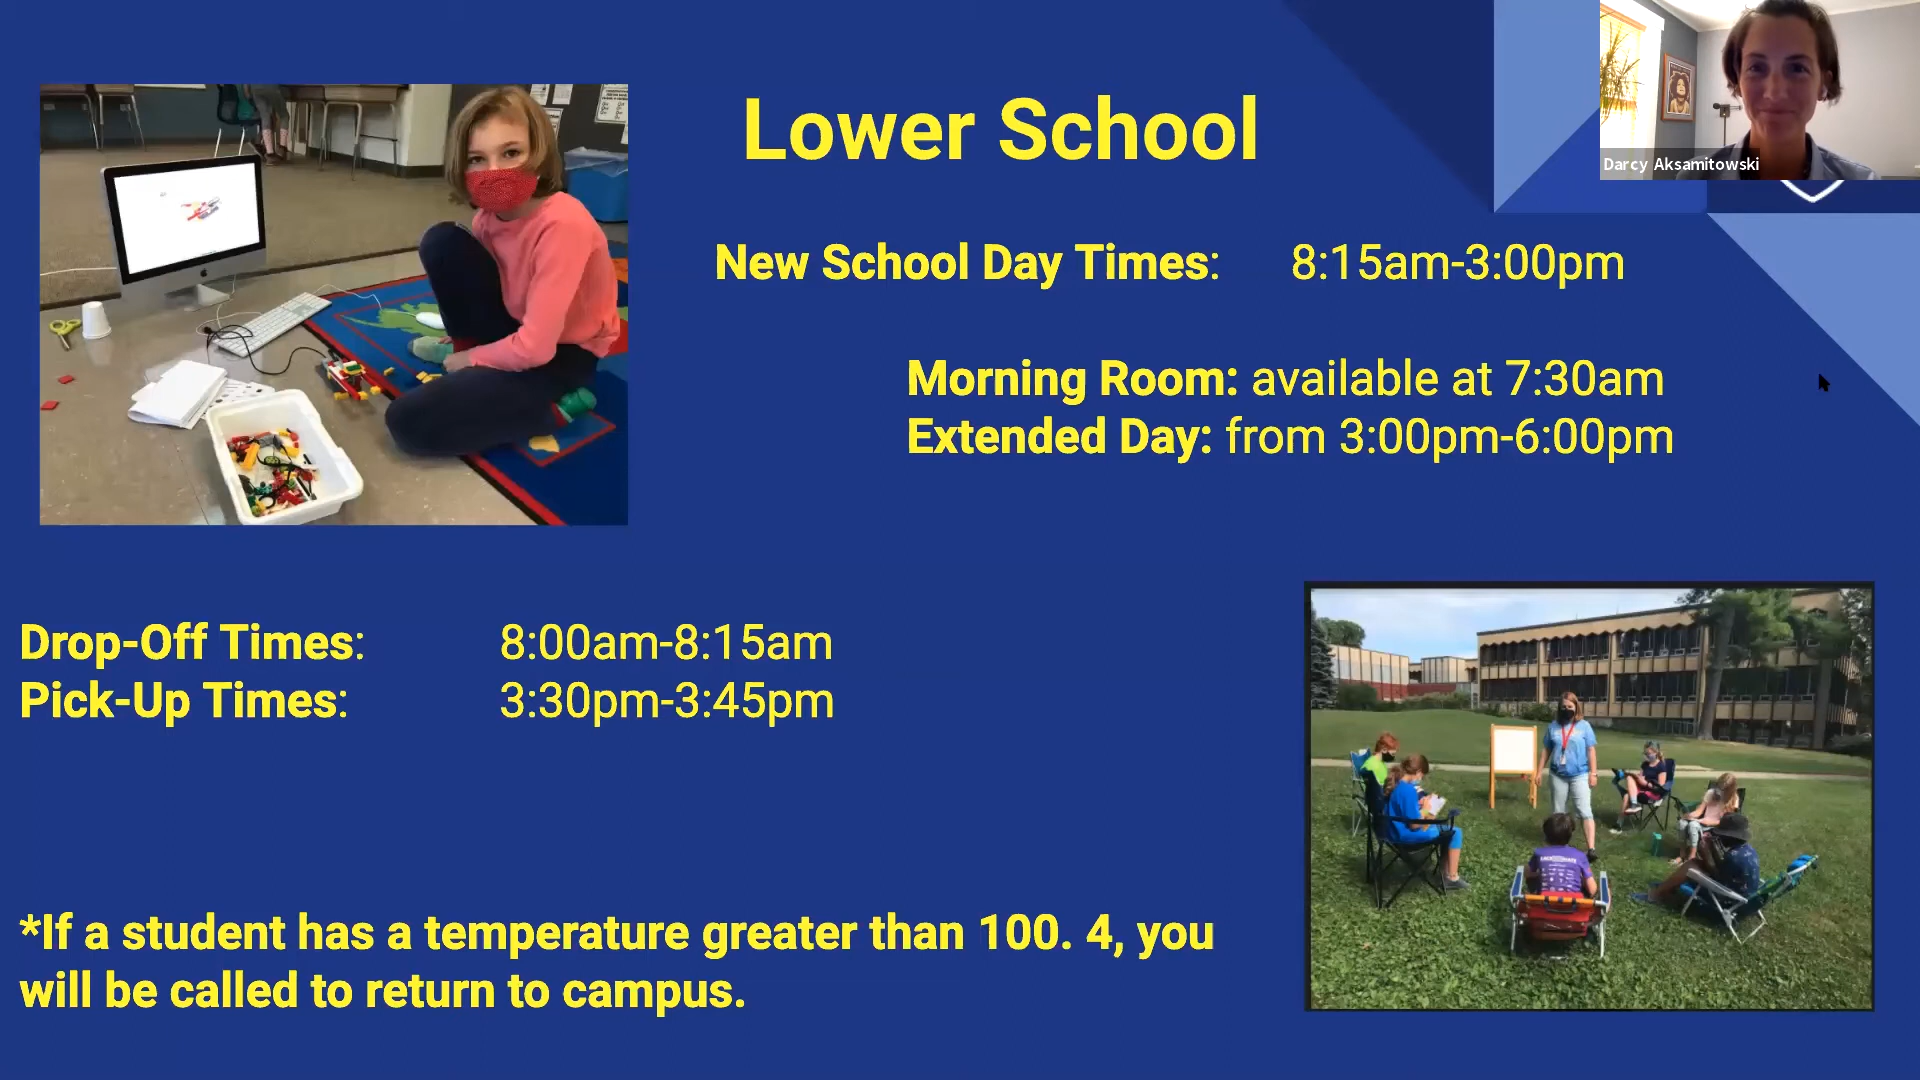 Lower School
Darcy Aksamitowski
New School Day Times: 8:15am-3:00pm
Morning Room: available at 7:30am
Extended Day: from 3:00pm-6:00pm
Drop-Off Times: 8:00am-8:15am
Pick-Up Times: 3:30pm-3:45pm
*If a student has a temperature greater than 100. 4, you
will be called to return to campus.